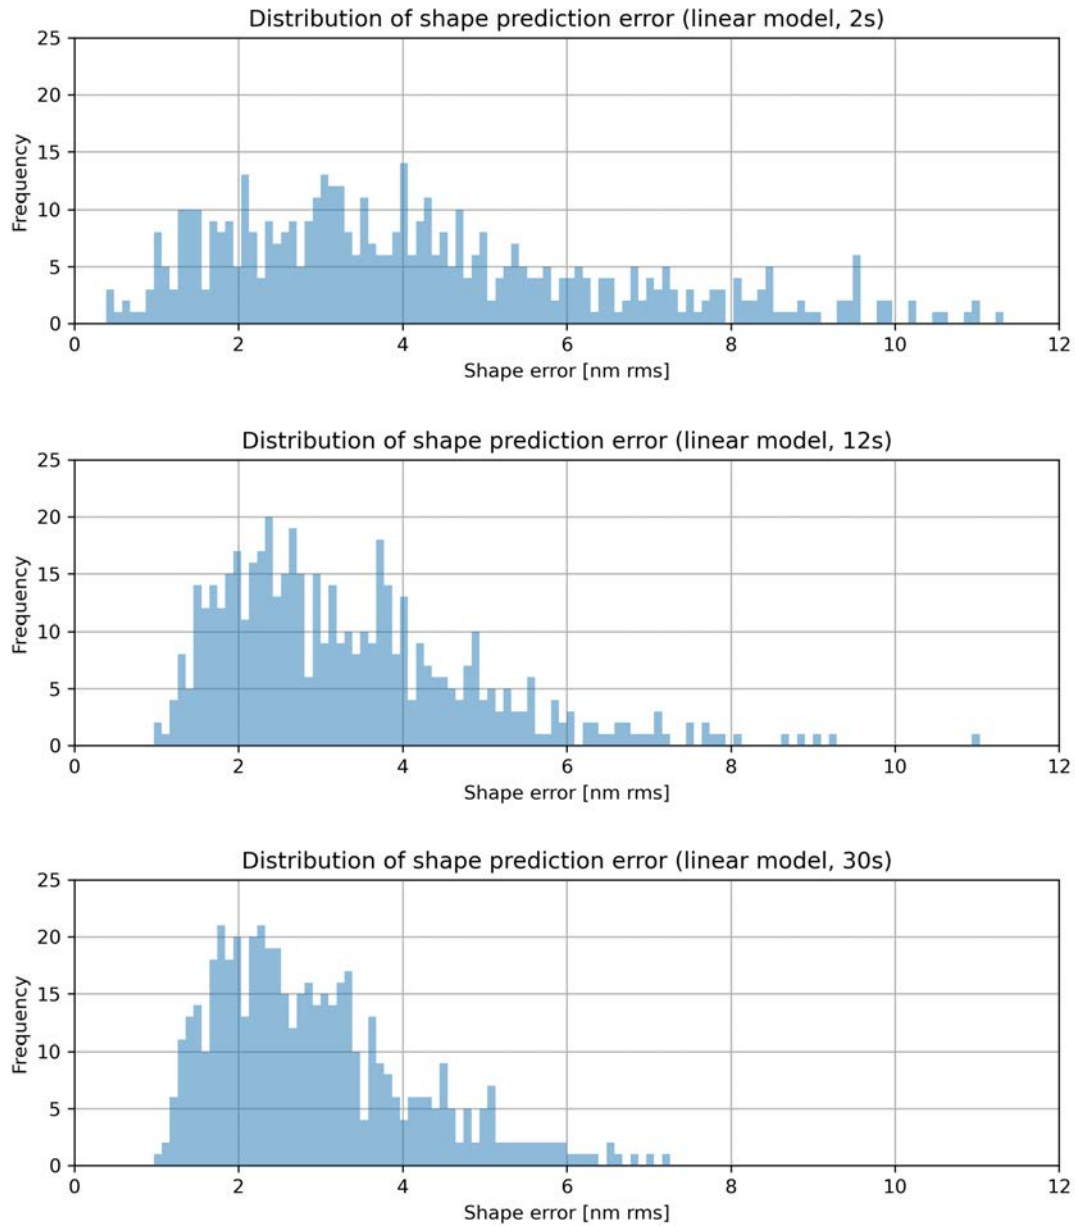 Distribution of shape prediction error (linear model, 2s)
25
20
15
10
5
0
Frequency
0 2 4 6 8 10 12
Shape error [nm rms]
Distribution of shape prediction error (linear model, 12s)
25
20
15
10
5
0
Frequency
0 2 4 6 8 10 12
Shape error [nm rms]
Distribution of shape prediction error (linear model, 30s)
25
20
15
10
5
0
Frequency
0 2 4 6 8 10 12
Shape error [nm rms]